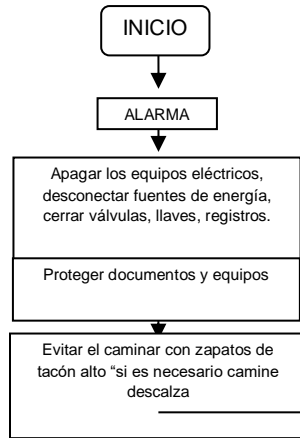 INICIO
ALARMA
Apagar los equipos eléctricos,
desconectar fuentes de energía,
cerrar válvulas, llaves, registros.
Proteger documentos y equipos
Evitar el caminar con zapatos de
tacón alto “si es necesario camine
descalza